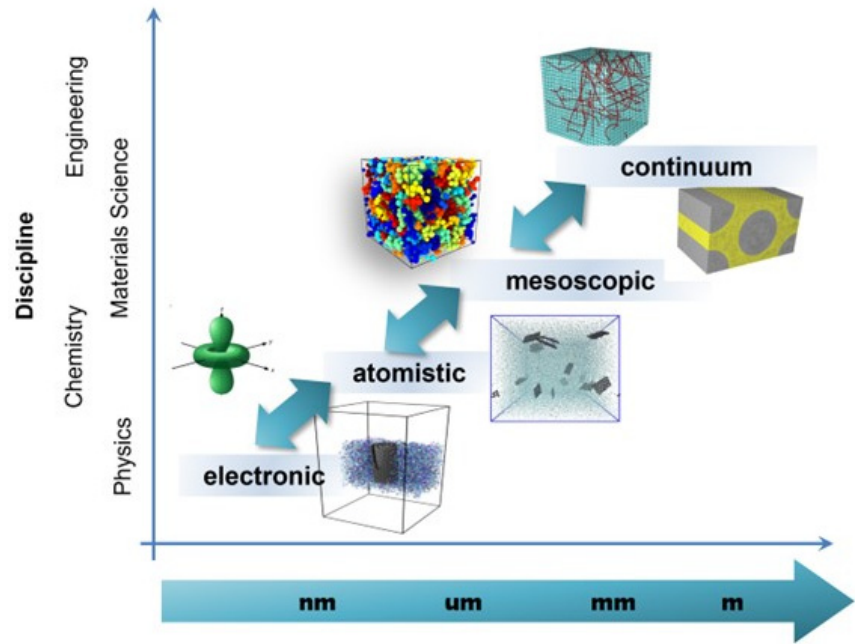 Discipline
Engineering
Materials Science
Chemistry
Physics
continuum
mesoscopic
atomistic
electronic
nm um mm m